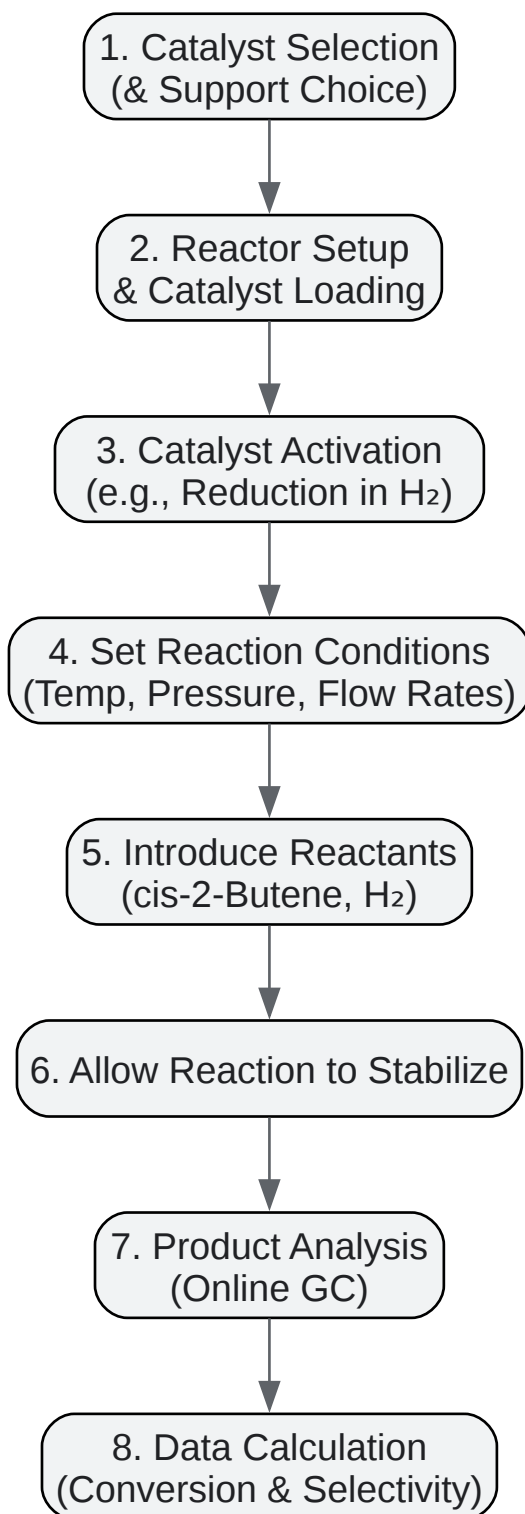 1. Catalyst Selection
(& Support Choice)
2. Reactor Setup
& Catalyst Loading
3. Catalyst Activation
(e.g., Reduction in H₂)
4. Set Reaction Conditions
(Temp, Pressure, Flow Rates)
5. Introduce Reactants
(cis-2-Butene, H₂)
6. Allow Reaction to Stabilize
7. Product Analysis
(Online GC)
8. Data Calculation
(Conversion & Selectivity)